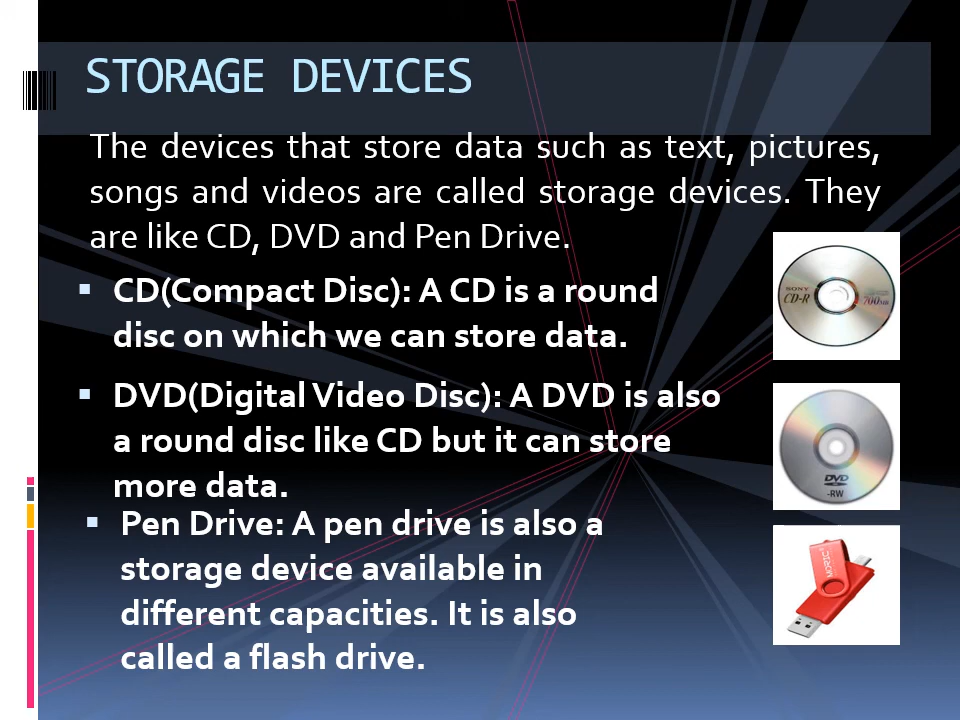 STORAGE DEVICES
The devices that store data such as text, pictures,
songs and videos are called storage devices. They
are like CD, DVD and Pen Drive.
CD(Compact Disc): A CD is a round
disc on which we can store data.
SONY
CD-R 700MB
DVD(Digital Video Disc): A DVD is also
a round disc like CD but it can store
more data.
DVD
-RW
Pen Drive: A pen drive is also a
storage device available in
different capacities. It is also
called a flash drive.